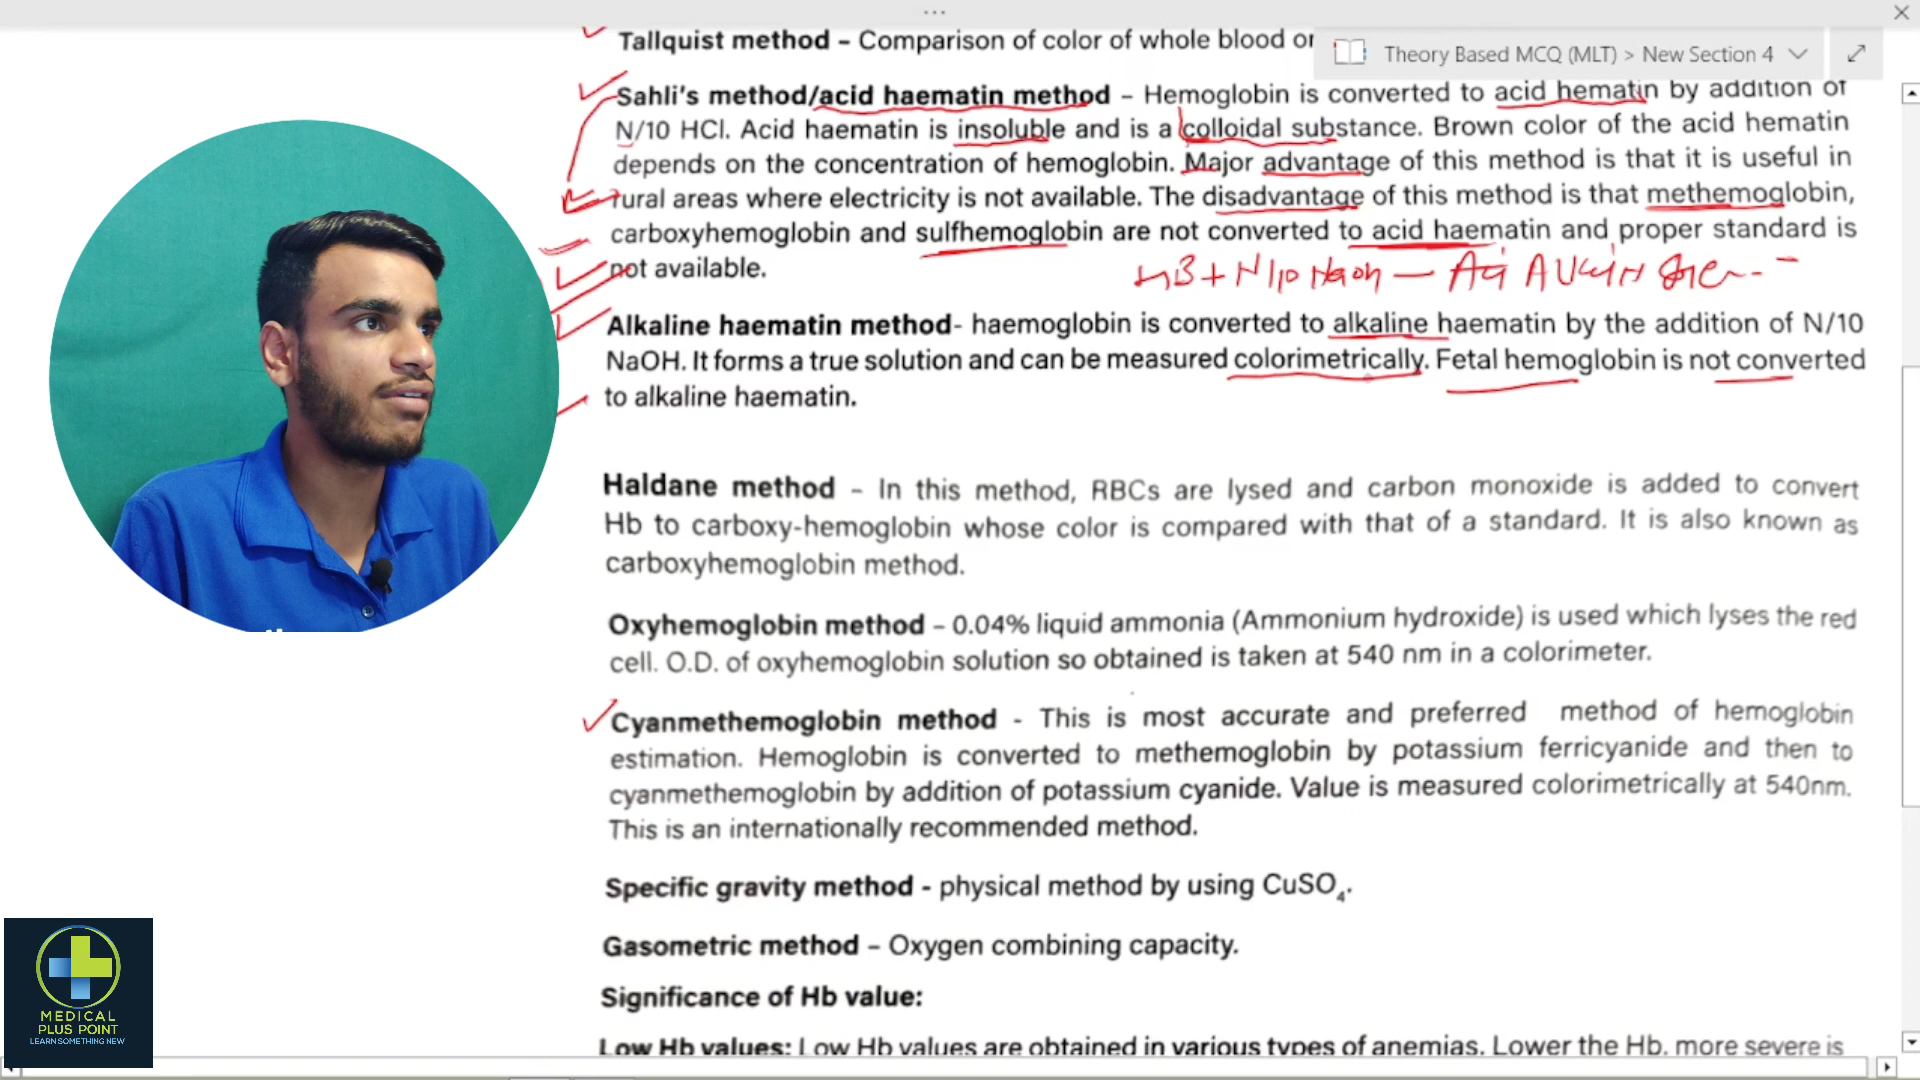 Theory Based MCQ (MLT) > New Section 4
Tallquist method – Comparison of color of whole blood
Sahli's method/acid haematin method – Hemoglobin is converted to acid hematin by addition of
N/10 HCl. Acid haematin is insoluble and is a colloidal substance. Brown color of the acid hematin
depends on the concentration of hemoglobin. Major advantage of this method is that it is useful in
rural areas where electricity is not available. The disadvantage of this method is that methemoglobin,
carboxyhemoglobin and sulfhemoglobin are not converted to acid haematin and proper standard is
not available.
HB + N/10 NaOH —
Alkaline haematin method- haemoglobin is converted to alkaline haematin by the addition of N/10
NaOH. It forms a true solution and can be measured colorimetrically. Fetal hemoglobin is not converted
to alkaline haematin.
Haldane method – In this method, RBCs are lysed and carbon monoxide is added to convert
Hb to carboxy-hemoglobin whose color is compared with that of a standard. It is also known as
carboxyhemoglobin method.
Oxyhemoglobin method – 0.04% liquid ammonia (Ammonium hydroxide) is used which lyses the red
cell. O.D. of oxyhemoglobin solution so obtained is taken at 540 nm in a colorimeter.
Cyanmethemoglobin method - This is most accurate and preferred method of hemoglobin
estimation. Hemoglobin is converted to methemoglobin by potassium ferricyanide and then to
cyanmethemoglobin by addition of potassium cyanide. Value is measured colorimetrically at 540nm.
This is an internationally recommended method.
Specific gravity method - physical method by using CuSO₄.
Gasometric method – Oxygen combining capacity.
Significance of Hb value:
Low Hb values: Low Hb values are obtained in various types of anemias. Lower the Hb, more severe is
MEDICAL
PLUS POINT
LEARN SOMETHING NEW